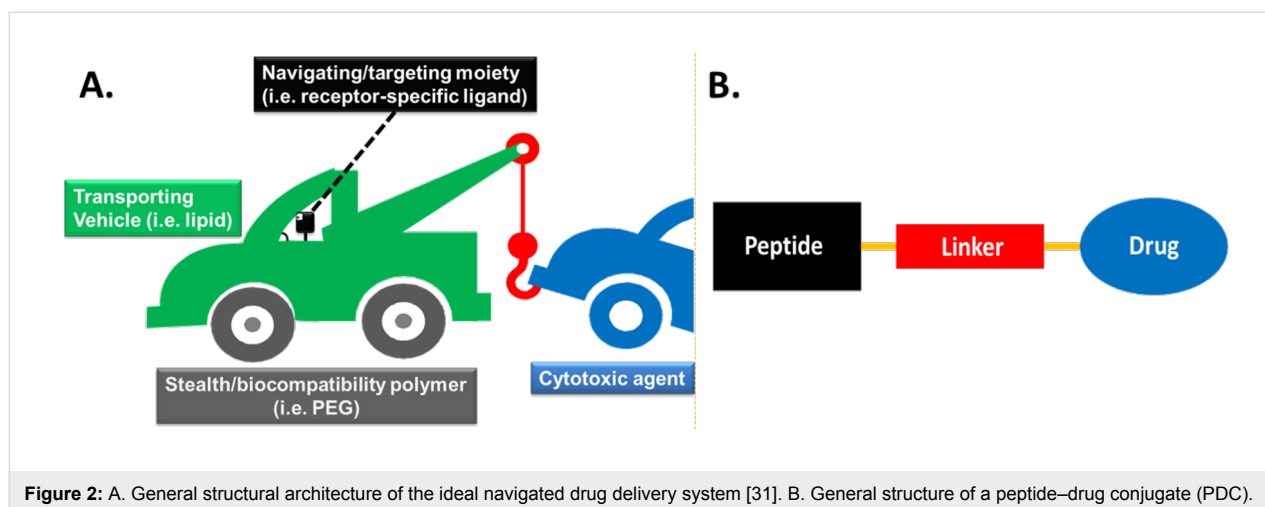 A.
Navigating/targeting moiety
(i.e. receptor-specific ligand)
Transporting
Vehicle (i.e. lipid)
Stealth/biocompatibility polymer
(i.e. PEG)
Cytotoxic agent
B.
Peptide
Linker
Drug
Figure 2: A. General structural architecture of the ideal navigated drug delivery system [31]. B. General structure of a peptide–drug conjugate (PDC).